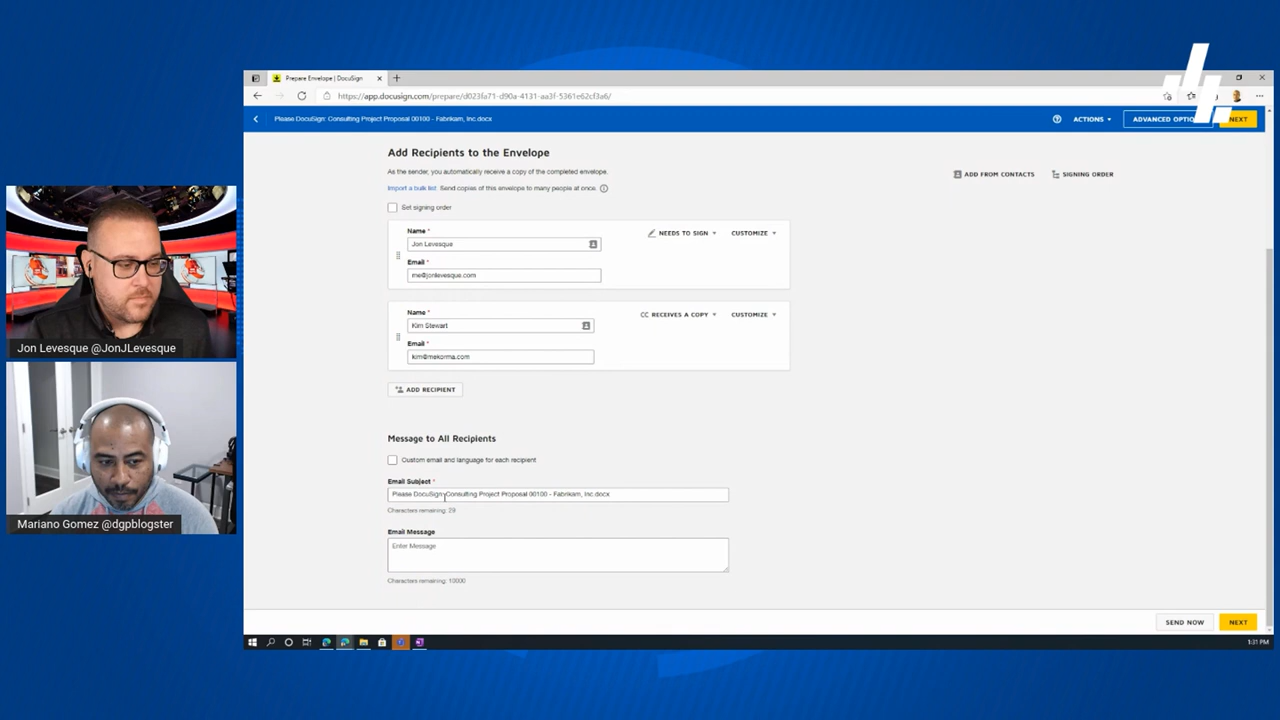 Prepare Envelope | DocuSign
https://app.docusign.com/prepare/d023fa71-d90a-4131-aa3f-5361e62cf3a6/
Please DocuSign: Consulting Project Proposal 00100 - Fabrikam, Inc.docx
ACTIONS
ADVANCED OPTIO
NEXT
Add Recipients to the Envelope
As the sender, you automatically receive a copy of the completed envelope.
Import a bulk list Send copies of this envelope to many people at once.
ADD FROM CONTACTS
SIGNING ORDER
Set signing order
Name *
Jon Levesque
NEEDS TO SIGN
CUSTOMIZE
Email *
me@jonlevesque.com
Name *
Kim Stewart
CC RECEIVES A COPY
CUSTOMIZE
Email *
kim@mekorma.com
ADD RECIPIENT
Message to All Recipients
Custom email and language for each recipient
Email Subject *
Please DocuSign: Consulting Project Proposal 00100 - Fabrikam, Inc.docx
Characters remaining: 29
Email Message
Enter Message
Characters remaining: 10000
SEND NOW
NEXT
1:31 PM
Jon Levesque @JonJLevesque
Mariano Gomez @dgpblogster